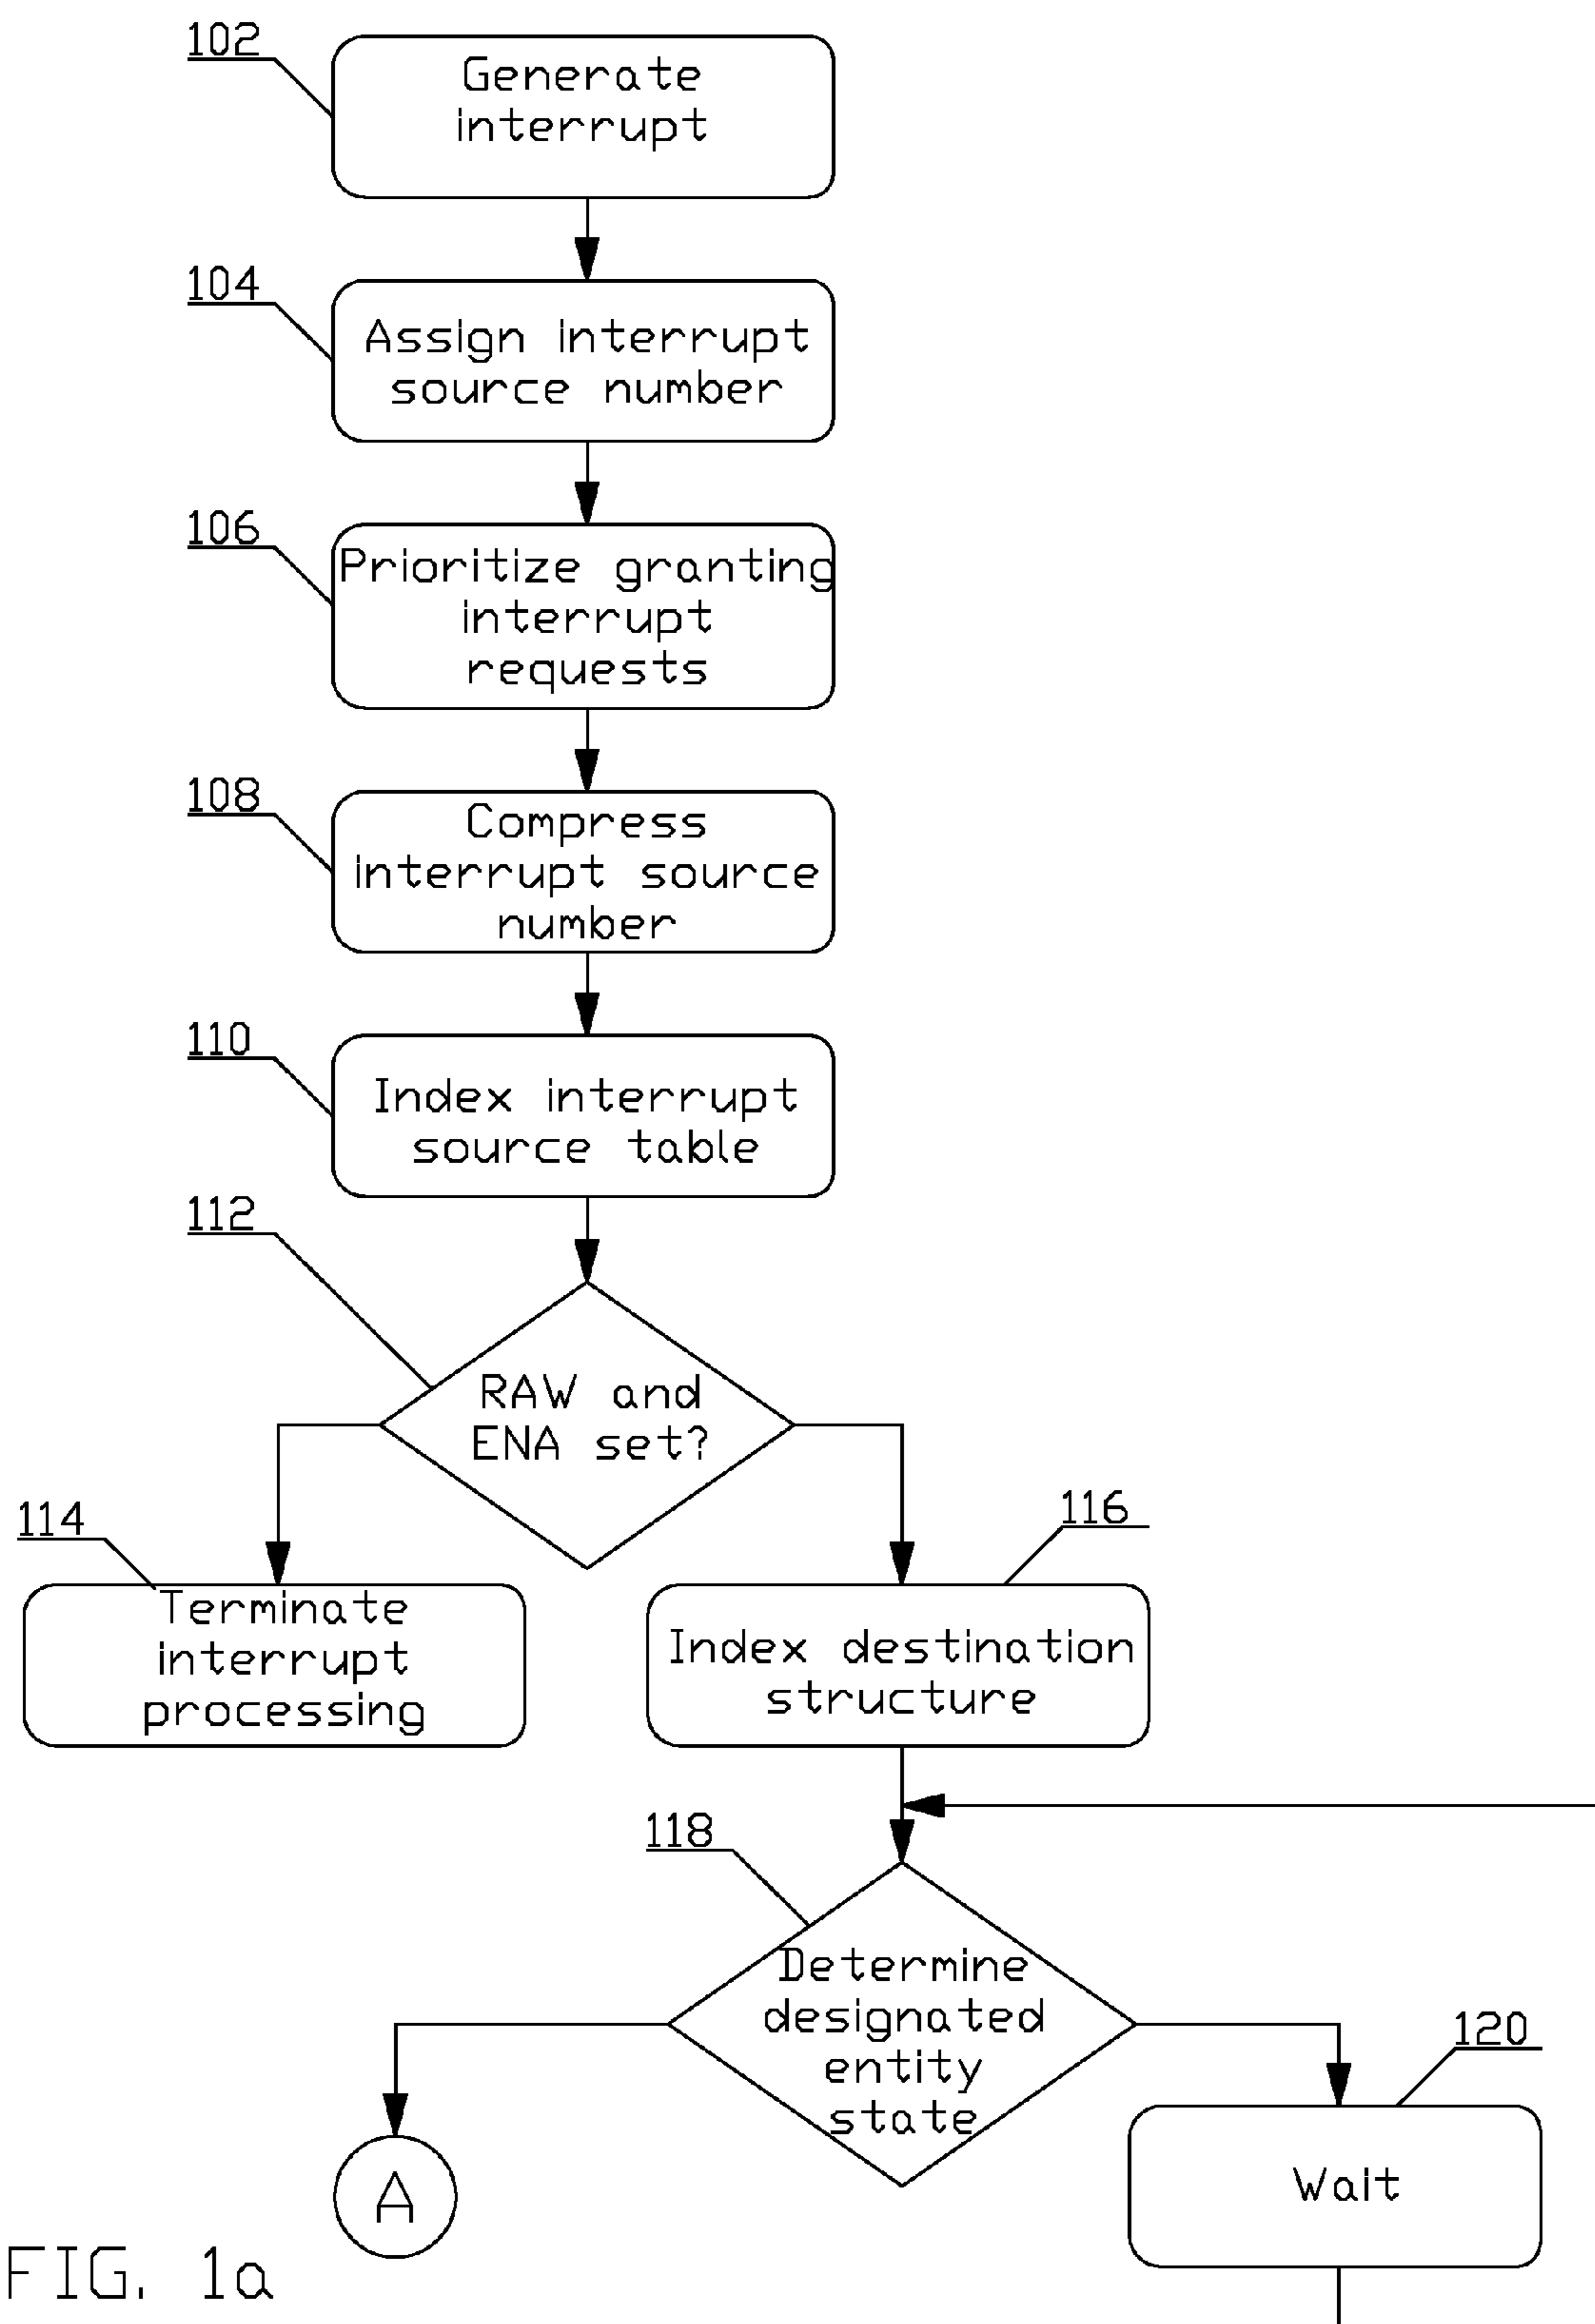 102
Generate
interrupt
104
Assign interrupt
source number
106
Prioritize granting
interrupt
requests
108
Compress
interrupt source
number
110
Index interrupt
source table
112
RAW and
ENA set?
114
Terminate
interrupt
processing
116
Index destination
structure
118
Determine
designated
entity
state
120
Wait
A
FIG. 1a